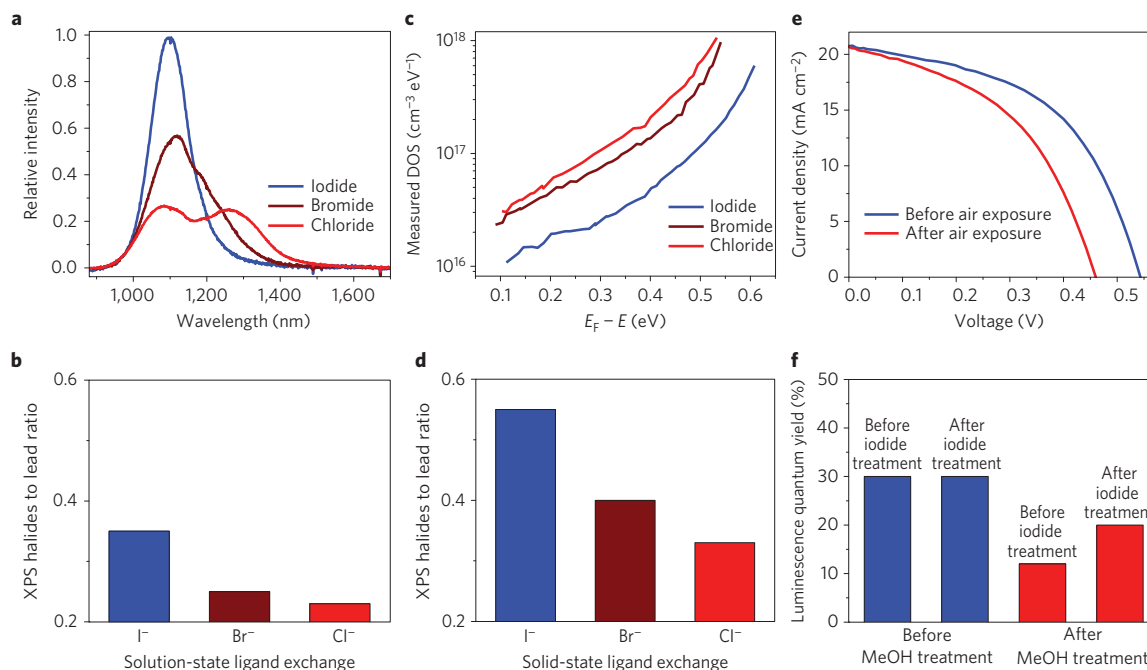 a
1.0
0.8
0.6
0.4
0.2
0.0
Relative intensity
Iodide
Bromide
Chloride
1,000
1,200
1,400
1,600
Wavelength (nm)
b
0.6
0.4
0.2
XPS halides to lead ratio
I−
Br−
Cl−
Solution-state ligand exchange
c
10¹⁸
10¹⁷
10¹⁶
Measured DOS (cm−3 eV−1)
Iodide
Bromide
Chloride
0.1
0.2
0.3
0.4
0.5
0.6
EF – E (eV)
d
0.6
0.4
0.2
XPS halides to lead ratio
I−
Br−
Cl−
Solid-state ligand exchange
e
20
15
10
5
0
Current density (mA cm−2)
Before air exposure
After air exposure
0.0
0.1
0.2
0.3
0.4
0.5
Voltage (V)
f
50
40
30
20
10
0
Luminescence quantum yield (%)
Before
iodide
treatment
After
iodide
treatment
Before
iodide
treatment
After
iodide
treatment
Before
MeOH treatment
After
MeOH treatment